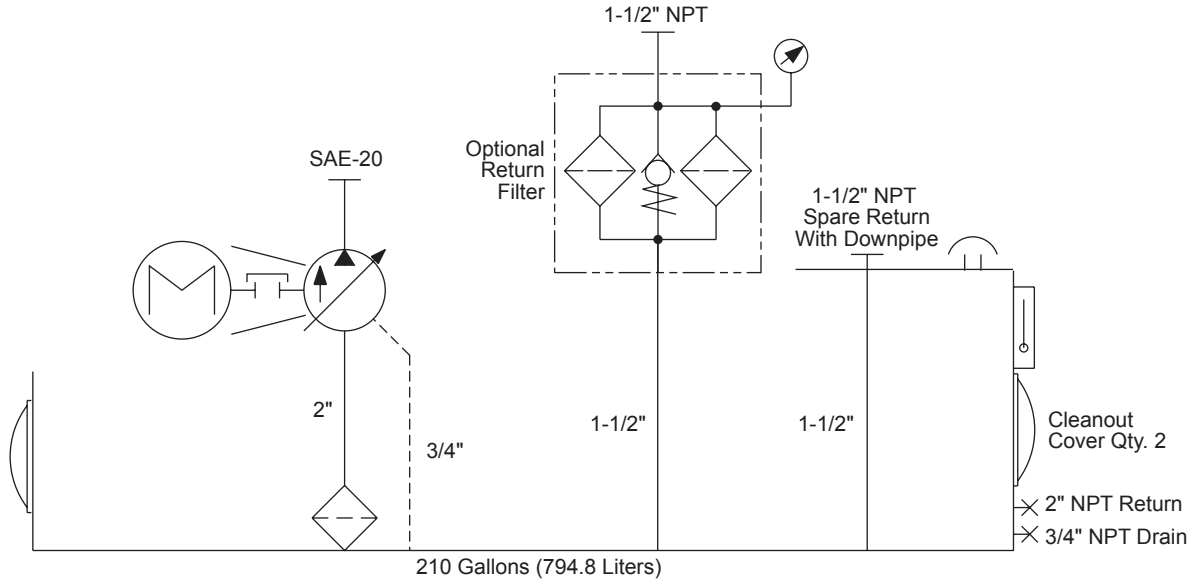 1-1/2" NPT
Optional
Return
Filter
SAE-20
1-1/2" NPT
Spare Return
With Downpipe
M
2"
3/4"
1-1/2"
1-1/2"
Cleanout
Cover Qty. 2
2" NPT Return
3/4" NPT Drain
210 Gallons (794.8 Liters)